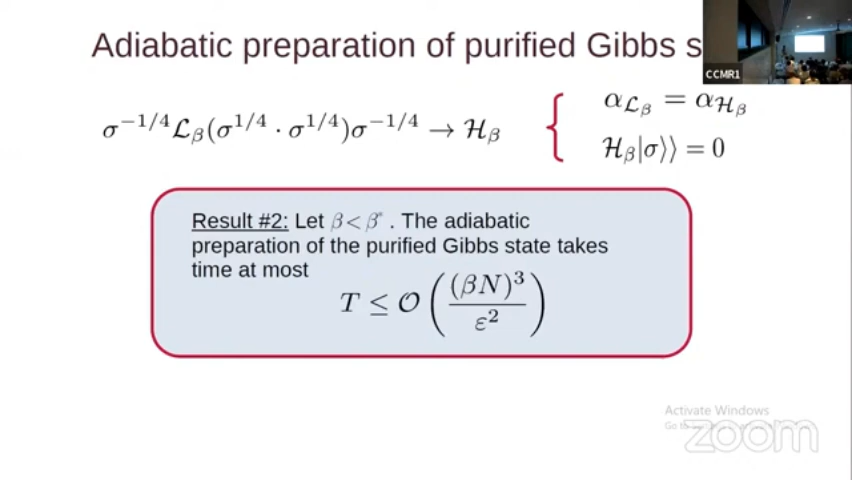 Adiabatic preparation of purified Gibbs s
CCMR1
σ^{-1/4} 𝓛_β(σ^{1/4} · σ^{1/4})σ^{-1/4} → 𝓗_β
α_{𝓛_β} = α_{𝓗_β}
𝓗_β|σ⟩⟩ = 0
Result #2: Let β < β* . The adiabatic
preparation of the purified Gibbs state takes
time at most
T ≤ 𝒪 ( (βN)^3 / ε^2 )
Activate Windows
Go to
zoom